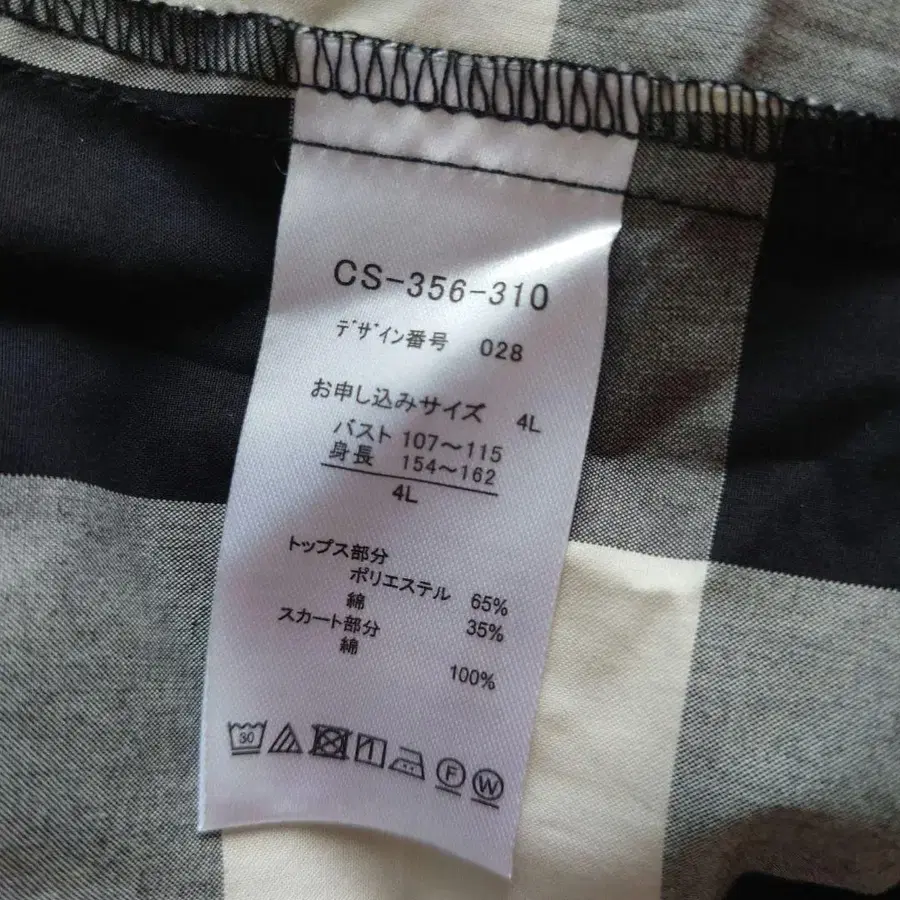 CS-356-310
ﾃﾞｻﾞｲﾝ番号 028
お申し込みサイズ 4L
バスト 107～115
身長 154～162
4L
トップス部分
ポリエステル 65%
綿 35%
スカート部分
綿 100%
30
F W